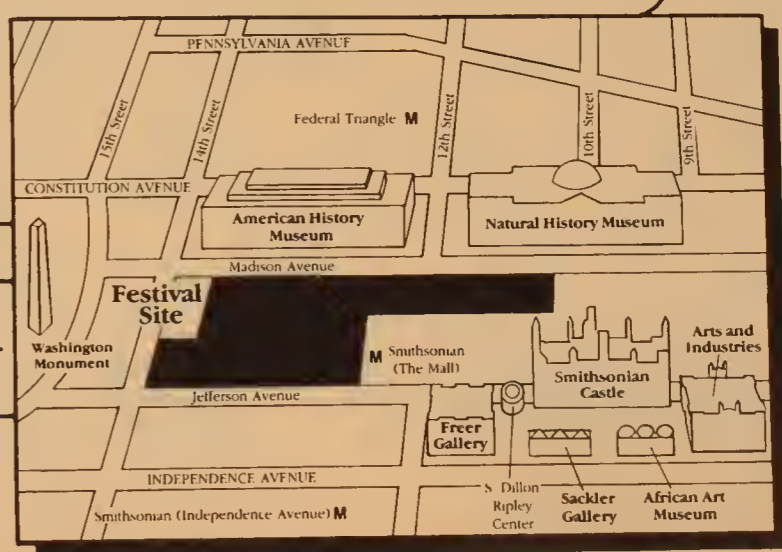 PENNSYLVANIA AVENUE
15th Street
14th Street
Federal Triangle M
12th Street
10th Street
9th Street
CONSTITUTION AVENUE
American History
Museum
Natural History Museum
Madison Avenue
Festival
Site
Washington
Monument
M Smithsonian
(The Mall)
Smithsonian
Castle
Arts and
Industries
Jefferson Avenue
Freer
Gallery
INDEPENDENCE AVENUE
S. Dillon
Ripley
Center
Sackler
Gallery
African Art
Museum
Smithsonian (Independence Avenue) M